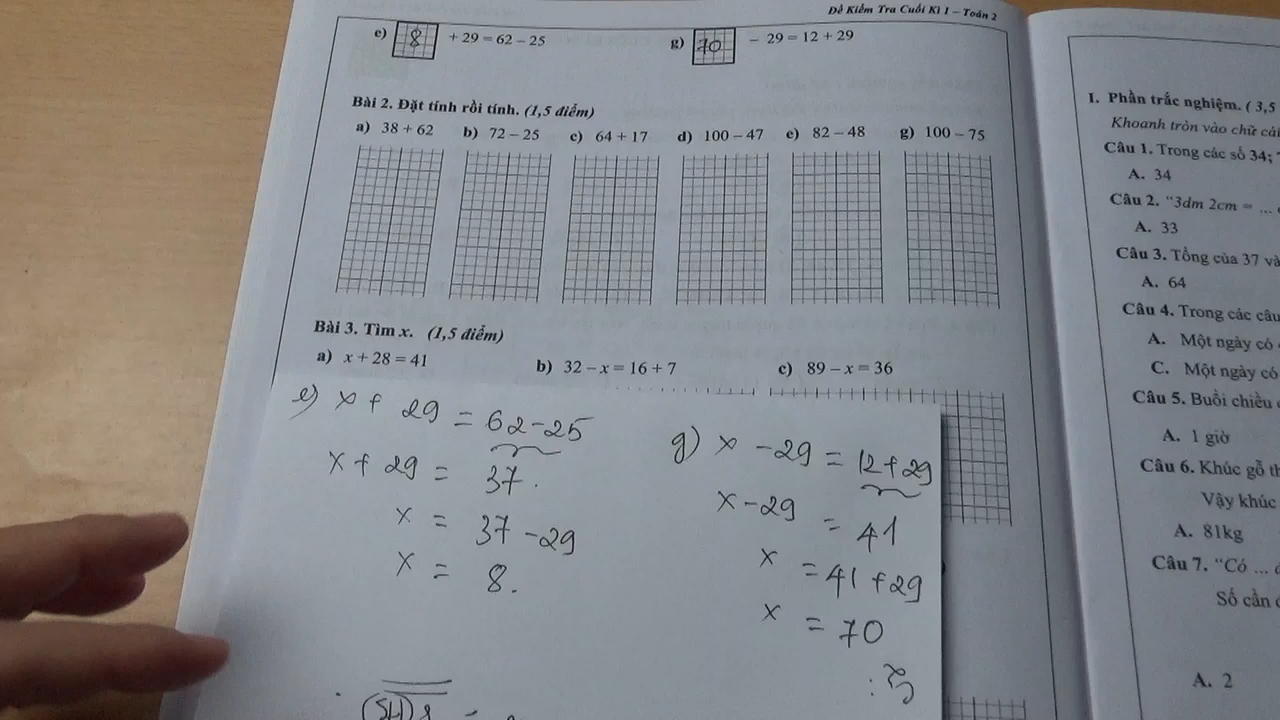 Đề Kiểm Tra Cuối Kì 1 – Toán 2
e) 8 + 29 = 62 – 25
g) 70 – 29 = 12 + 29
Bài 2. Đặt tính rồi tính. (1,5 điểm)
a) 38 + 62 b) 72 – 25 c) 64 + 17 d) 100 – 47 e) 82 – 48 g) 100 – 75
Bài 3. Tìm x. (1,5 điểm)
a) x + 28 = 41 b) 32 – x = 16 + 7 c) 89 – x = 36
e) x + 29 = 62 - 25
x + 29 = 37.
x = 37 - 29
x = 8.
g) x - 29 = 12 + 29
x - 29 = 41
x = 41 + 29
x = 70
I. Phần trắc nghiệm. ( 3,5
Khoanh tròn vào chữ cái
Câu 1. Trong các số 34;
A. 34
Câu 2. "3dm 2cm = ...
A. 33
Câu 3. Tổng của 37 và
A. 64
Câu 4. Trong các câu
A. Một ngày có
C. Một ngày có
Câu 5. Buổi chiều
A. 1 giờ
Câu 6. Khúc gỗ th
Vậy khúc
A. 81kg
Câu 7. "Có ...
Số cần
A. 2